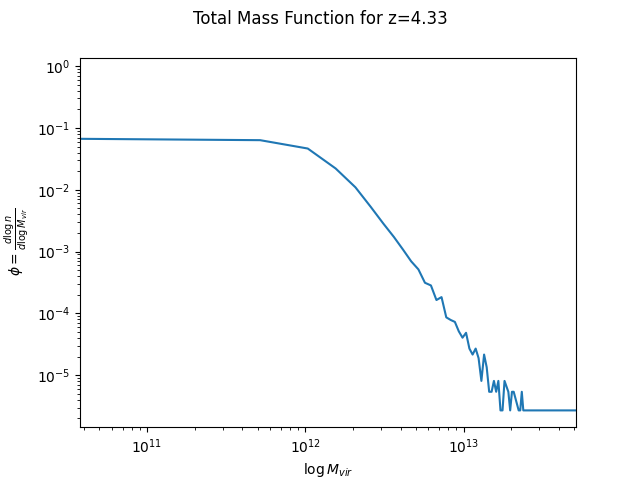 Total Mass Function for z=4.33
10⁰
10⁻¹
10⁻²
10⁻³
10⁻⁴
10⁻⁵
ϕ = d log n / d log M_vir
10¹¹ 10¹² 10¹³
log M_vir